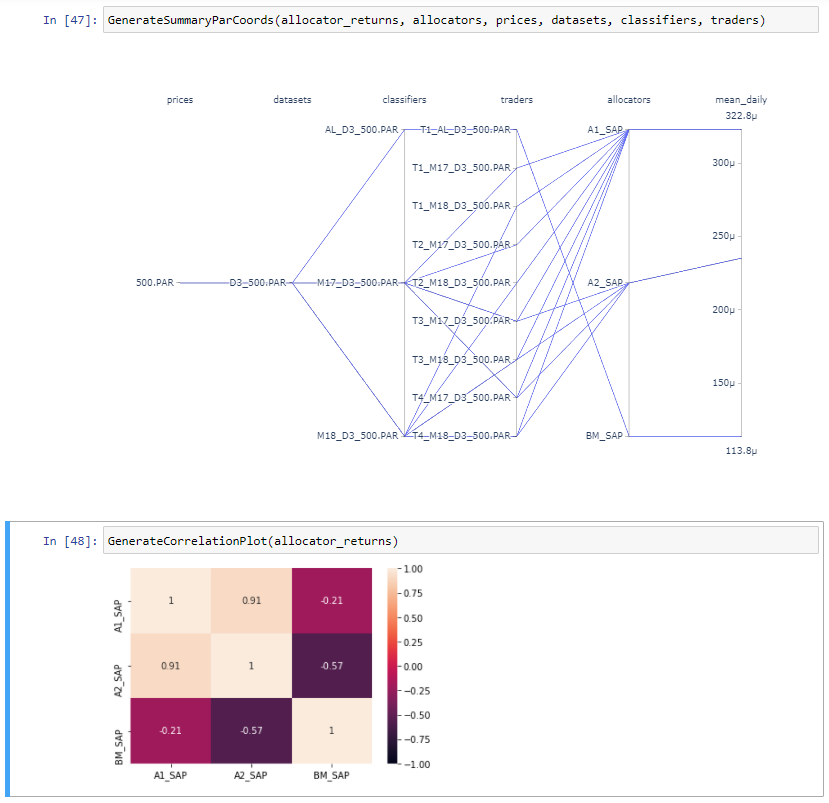 In [47]: GenerateSummaryParCoords(allocator_returns, allocators, prices, datasets, classifiers, traders)
prices datasets classifiers traders allocators mean_daily
322.8µ
AL_D3_500.PAR T1_AL_D3_500.PAR A1_SAP
300µ
T1_M17_D3_500.PAR
T1_M18_D3_500.PAR
250µ
T2_M17_D3_500.PAR
500.PAR D3_500.PAR M17_D3_500.PAR T2_M18_D3_500.PAR A2_SAP
200µ
T3_M17_D3_500.PAR
T3_M18_D3_500.PAR
150µ
T4_M17_D3_500.PAR
M18_D3_500.PAR T4_M18_D3_500.PAR BM_SAP
113.8µ
In [48]: GenerateCorrelationPlot(allocator_returns)
1.00
0.75
0.50
0.25
0.00
−0.25
−0.50
−0.75
−1.00
A1_SAP 1 0.91 -0.21
A2_SAP 0.91 1 -0.57
BM_SAP -0.21 -0.57 1
A1_SAP A2_SAP BM_SAP